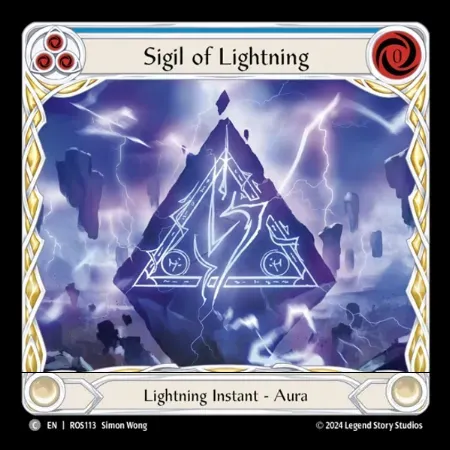 Sigil of Lightning
0
Lightning Instant - Aura
C EN | ROS113 Simon Wong
© 2024 Legend Story Studios